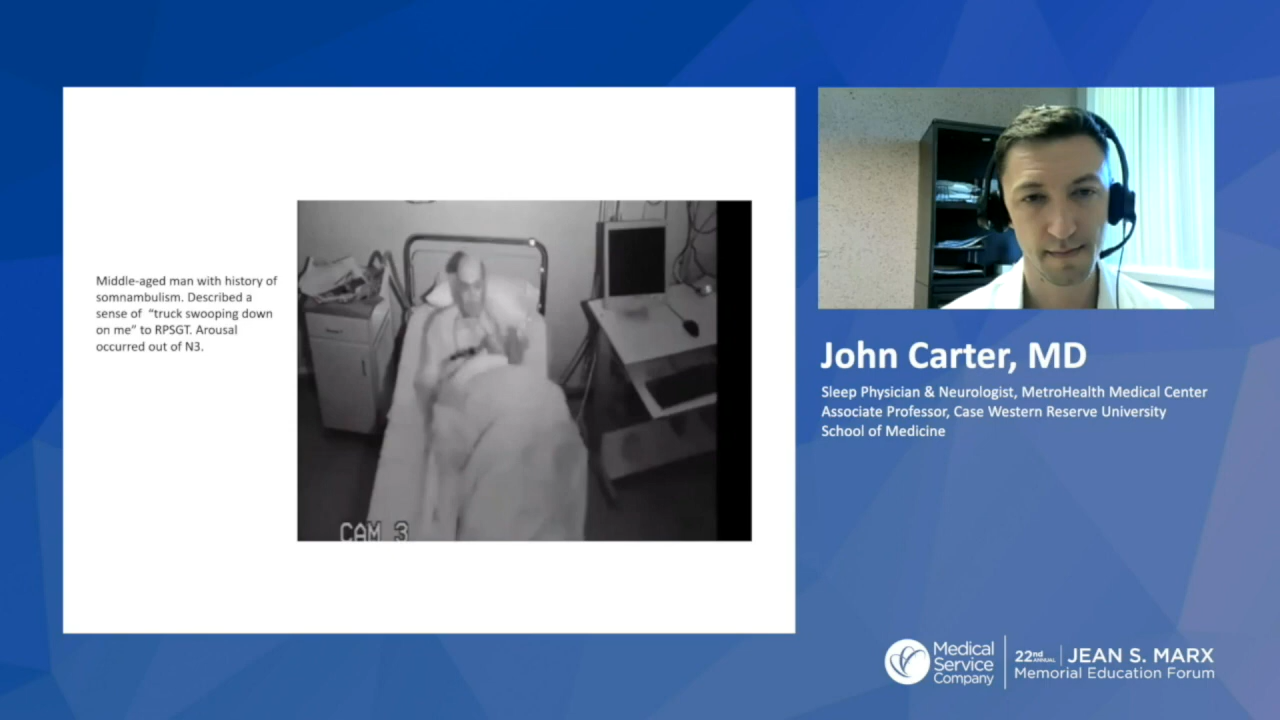 Middle-aged man with history of
somnambulism. Described a
sense of  “truck swooping down
on me” to RPSGT. Arousal
occurred out of N3.
CAM 3
John Carter, MD
Sleep Physician & Neurologist, MetroHealth Medical Center
Associate Professor, Case Western Reserve University
School of Medicine
Medical
Service
Company
22nd ANNUAL | JEAN S. MARX
Memorial Education Forum